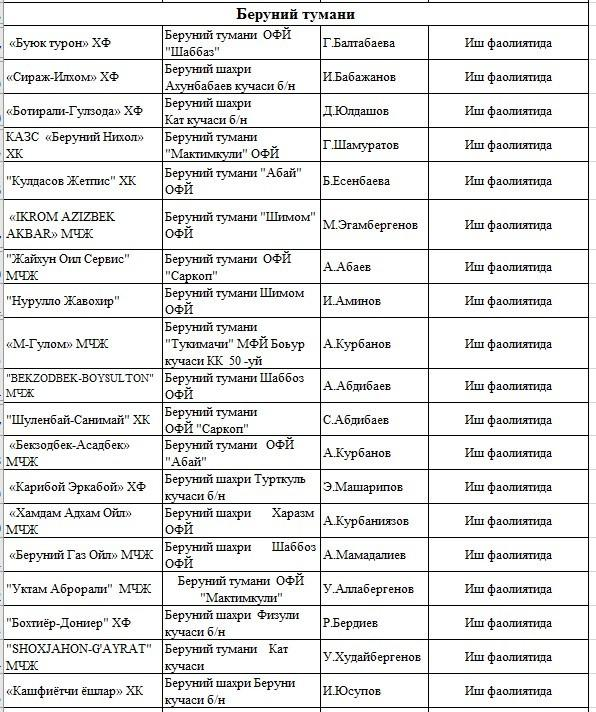 Беруний тумани
«Буюк турон» ХФ
Беруний тумани ОФЙ
"Шаббаз"
Г.Балтабаева
Иш фаолиятида
«Сираж-Илхом» ХФ
Беруний шахри
Ахунбабаев кучаси б/н
И.Бабажанов
Иш фаолиятида
«Ботирали-Гулзода» ХФ
Беруний шахри
Кат кучаси б/н
Д.Юлдашов
Иш фаолиятида
КАЗС «Беруний Нихол»
ХК
Беруний тумани
"Мактимкули" ОФЙ
Г.Шамуратов
Иш фаолиятида
"Кулдасов Жетпис" ХК
Беруний тумани "Абай"
ОФЙ
Б.Есенбаева
Иш фаолиятида
«IKROM AZIZBEK
AKBAR» МЧЖ
Беруний тумани "Шимом"
ОФЙ
М.Эгамбергенов
Иш фаолиятида
"Жайхун Оил Сервис"
МЧЖ
Беруний тумани ОФЙ
"Саркоп"
А.Абаев
Иш фаолиятида
"Нурулло Жавохир"
Беруний тумани Шимом
ОФЙ
И.Аминов
Иш фаолиятида
«М-Гулом» МЧЖ
Беруний тумани
"Тукимачи" МФЙ Боьур
кучаси КК 50 -уй
А.Курбанов
Иш фаолиятида
"BEKZODBEK-BOYSULTON"
МЧЖ
Беруний тумани Шаббоз
ОФЙ
А.Абдибаев
Иш фаолиятида
"Шуленбай-Санимай" ХК
Беруний тумани
ОФЙ "Саркоп"
С.Абдибаев
Иш фаолиятида
«Бекзодбек-Асадбек»
МЧЖ
Беруний тумани ОФЙ
"Абай"
А.Курбанов
Иш фаолиятида
«Карибой Эркабой» ХФ
Беруний шахри Турткуль
кучаси б/н
Э.Машарипов
Иш фаолиятида
«Хамдам Адхам Ойл»
МЧЖ
Беруний шахри Харазм
ОФЙ
А.Курбаниязов
Иш фаолиятида
«Беруний Газ Ойл» МЧЖ
Беруний шахри Шаббоз
ОФЙ
А.Мамадалиев
Иш фаолиятида
"Уктам Аброрали" МЧЖ
Беруний тумани ОФЙ
"Мактимкули"
У.Аллабергенов
Иш фаолиятида
"Бохтиёр-Дониер" ХФ
Беруний шахри Физули
кучаси б/н
Р.Бердиев
Иш фаолиятида
"SHOXJAHON-G'AYRAT"
МЧЖ
Беруний тумани Кат
кучаси
У.Худайбергенов
Иш фаолиятида
«Кашфиётчи ёшлар» ХК
Беруний шахри Беруни
кучаси б/н
И.Юсупов
Иш фаолиятида